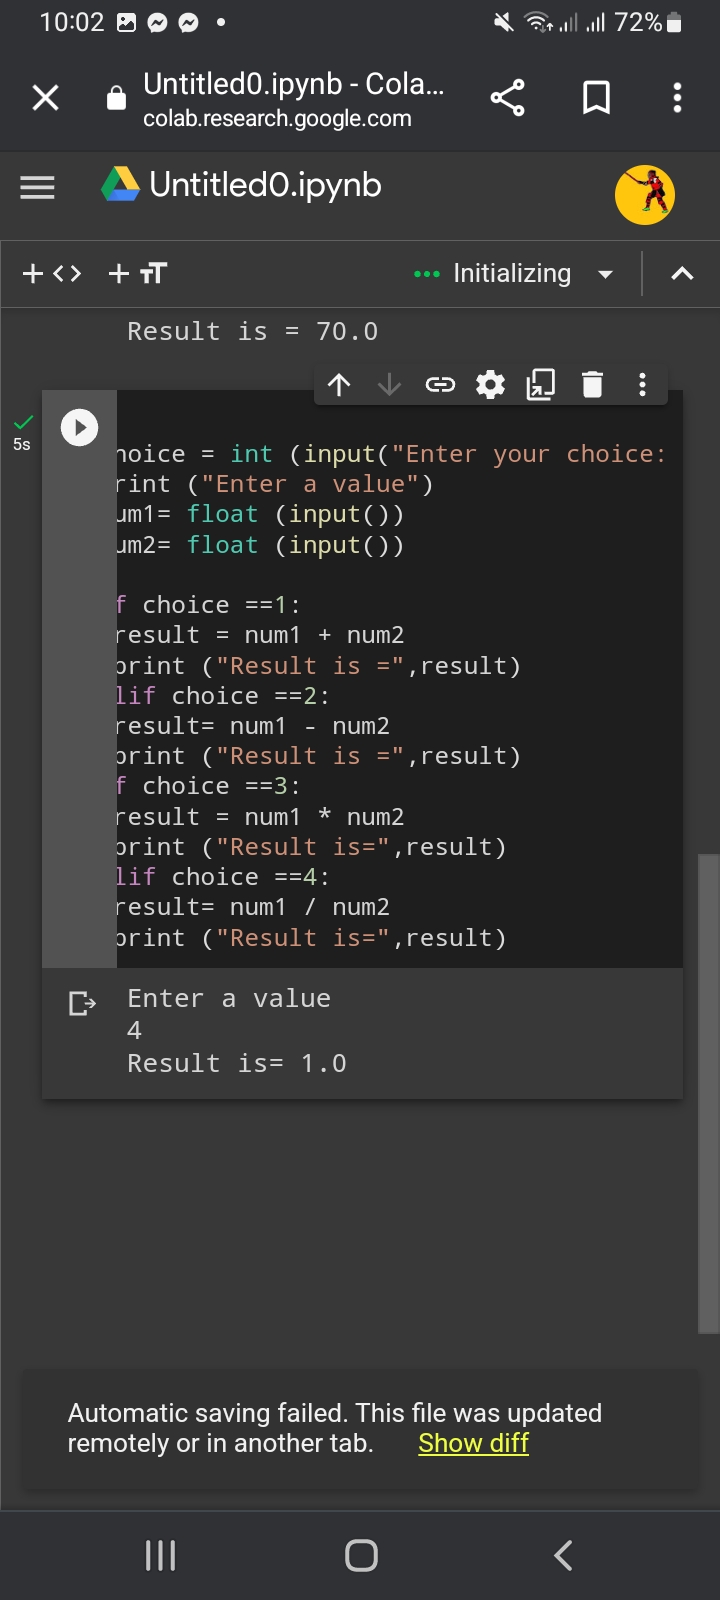 10:02
72%
Untitled0.ipynb - Cola...
colab.research.google.com
Untitled0.ipynb
+ <> + TT
Initializing
Result is = 70.0
5s
hoice = int (input("Enter your choice:
rint ("Enter a value")
um1= float (input())
um2= float (input())
f choice ==1:
result = num1 + num2
print ("Result is =",result)
lif choice ==2:
result= num1 - num2
print ("Result is =",result)
f choice ==3:
result = num1 * num2
print ("Result is=",result)
lif choice ==4:
result= num1 / num2
print ("Result is=",result)
Enter a value
4
Result is= 1.0
Automatic saving failed. This file was updated
remotely or in another tab. Show diff